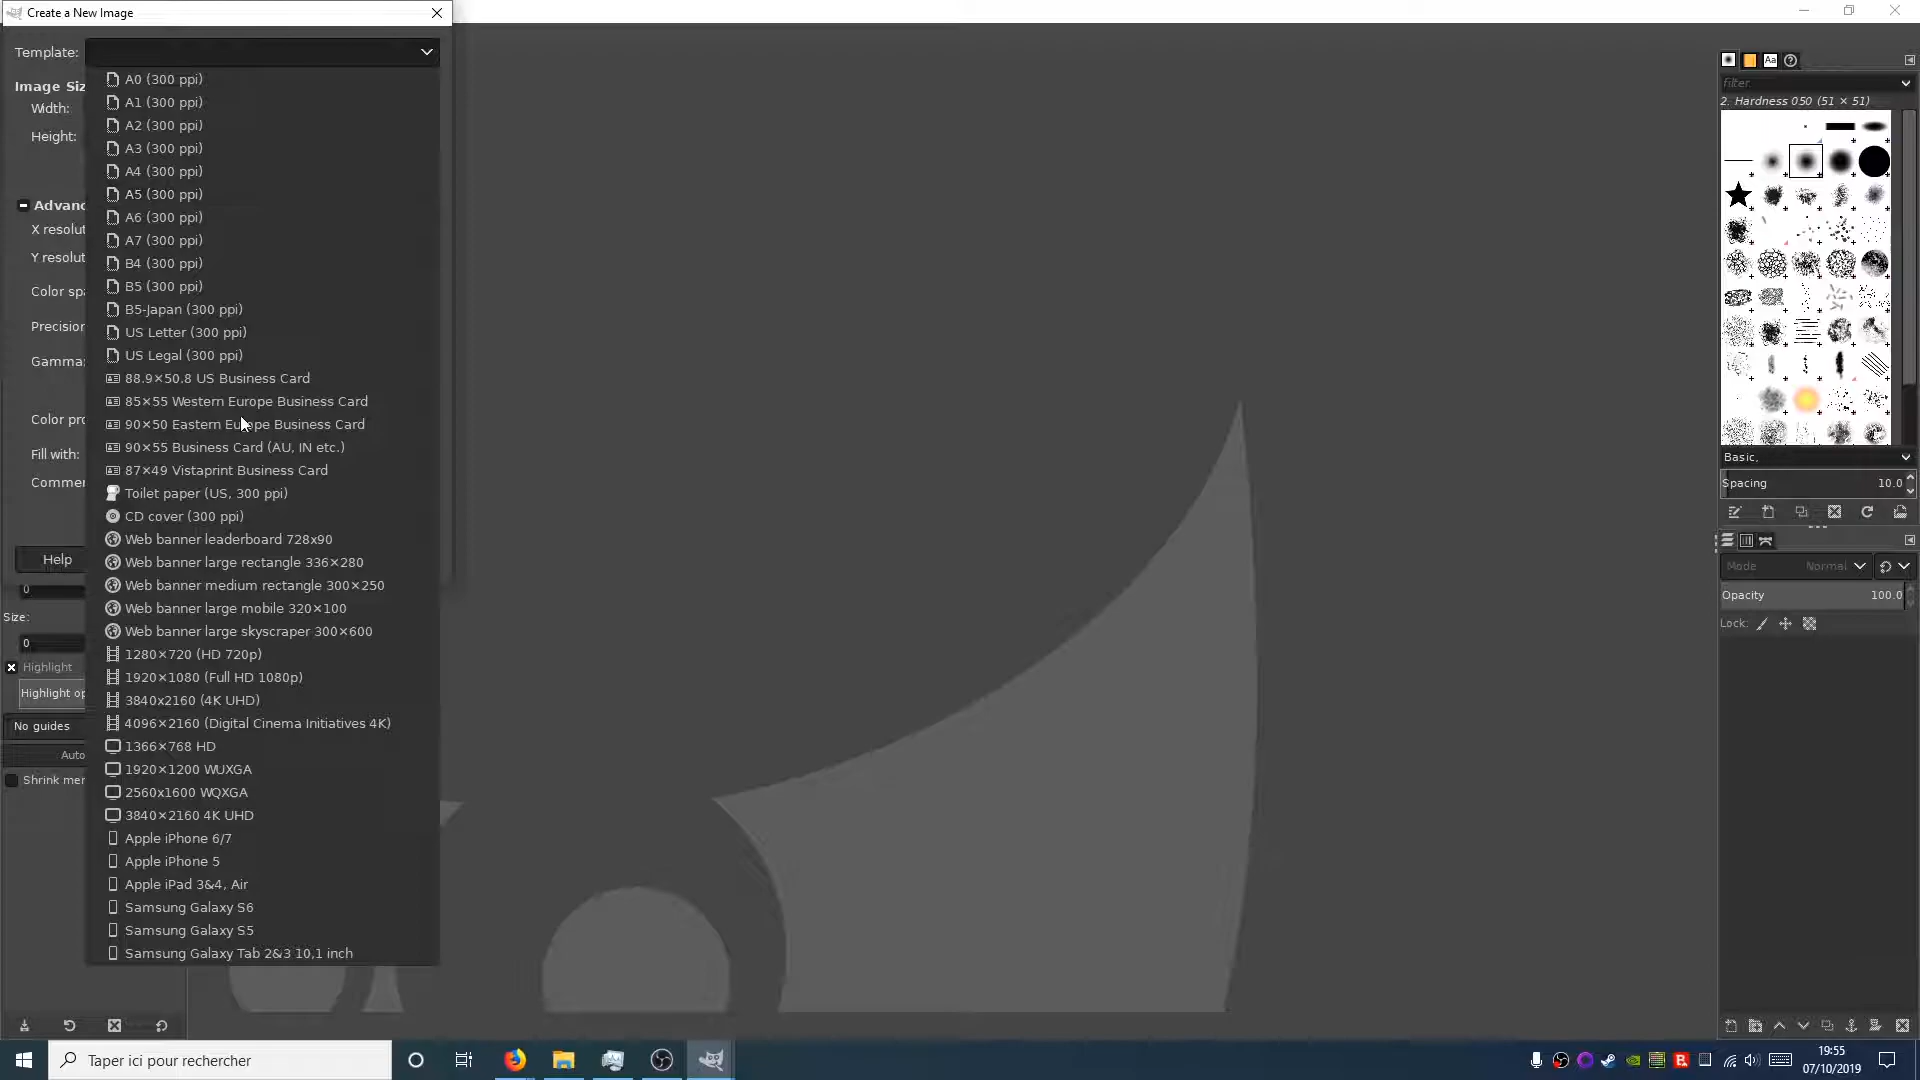 Create a New Image
Template:
A0 (300 ppi)
Image Siz
A1 (300 ppi)
Width:
A2 (300 ppi)
Height:
A3 (300 ppi)
A4 (300 ppi)
A5 (300 ppi)
Advanc
A6 (300 ppi)
X resolut
A7 (300 ppi)
Y resolut
B4 (300 ppi)
Color spa
B5 (300 ppi)
B5-Japan (300 ppi)
Precision
US Letter (300 ppi)
Gamma:
US Legal (300 ppi)
88.9×50.8 US Business Card
85×55 Western Europe Business Card
Color pro
90×50 Eastern Europe Business Card
90×55 Business Card (AU, IN etc.)
Fill with:
87×49 Vistaprint Business Card
Commen
Toilet paper (US, 300 ppi)
CD cover (300 ppi)
Web banner leaderboard 728x90
Help
Web banner large rectangle 336×280
Web banner medium rectangle 300×250
0
Web banner large mobile 320×100
Size:
Web banner large skyscraper 300×600
0
1280×720 (HD 720p)
Highlight
1920×1080 (Full HD 1080p)
Highlight op
3840x2160 (4K UHD)
4096×2160 (Digital Cinema Initiatives 4K)
No guides
1366×768 HD
Auto
1920×1200 WUXGA
Shrink mer
2560x1600 WQXGA
3840×2160 4K UHD
Apple iPhone 6/7
Apple iPhone 5
Apple iPad 3&4, Air
Samsung Galaxy S6
Samsung Galaxy S5
Samsung Galaxy Tab 2&3 10,1 inch
Aa
filter
2. Hardness 050 (51 × 51)
Basic,
Spacing 10.0
Mode Normal
Opacity 100.0
Lock:
Taper ici pour rechercher
19:55
07/10/2019